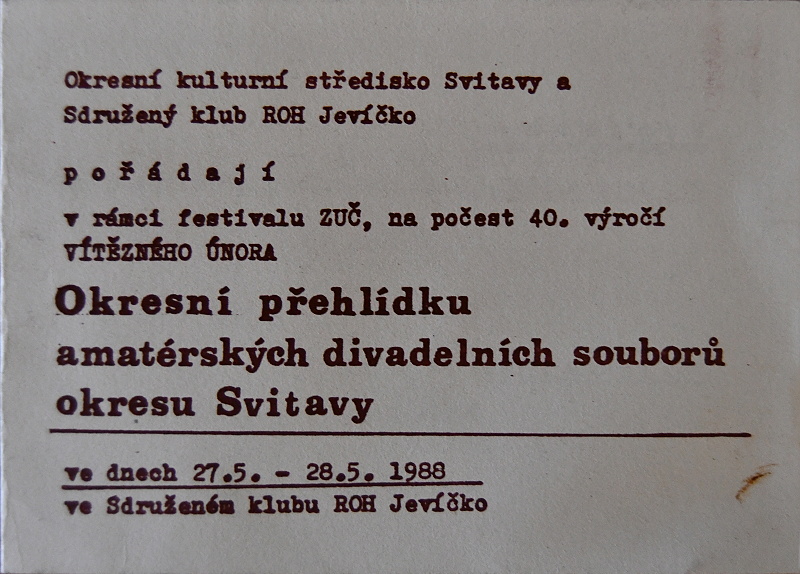 Okresní kulturní středisko Svitavy a
Sdružený klub ROH Jevíčko
p o ř á d a j í
v rámci festivalu ZUČ, na počest 40. výročí
VÍTĚZNÉHO ÚNORA
Okresní přehlídku
amatérských divadelních souborů
okresu Svitavy
ve dnech 27.5. - 28.5. 1988
ve Sdruženém klubu ROH Jevíčko